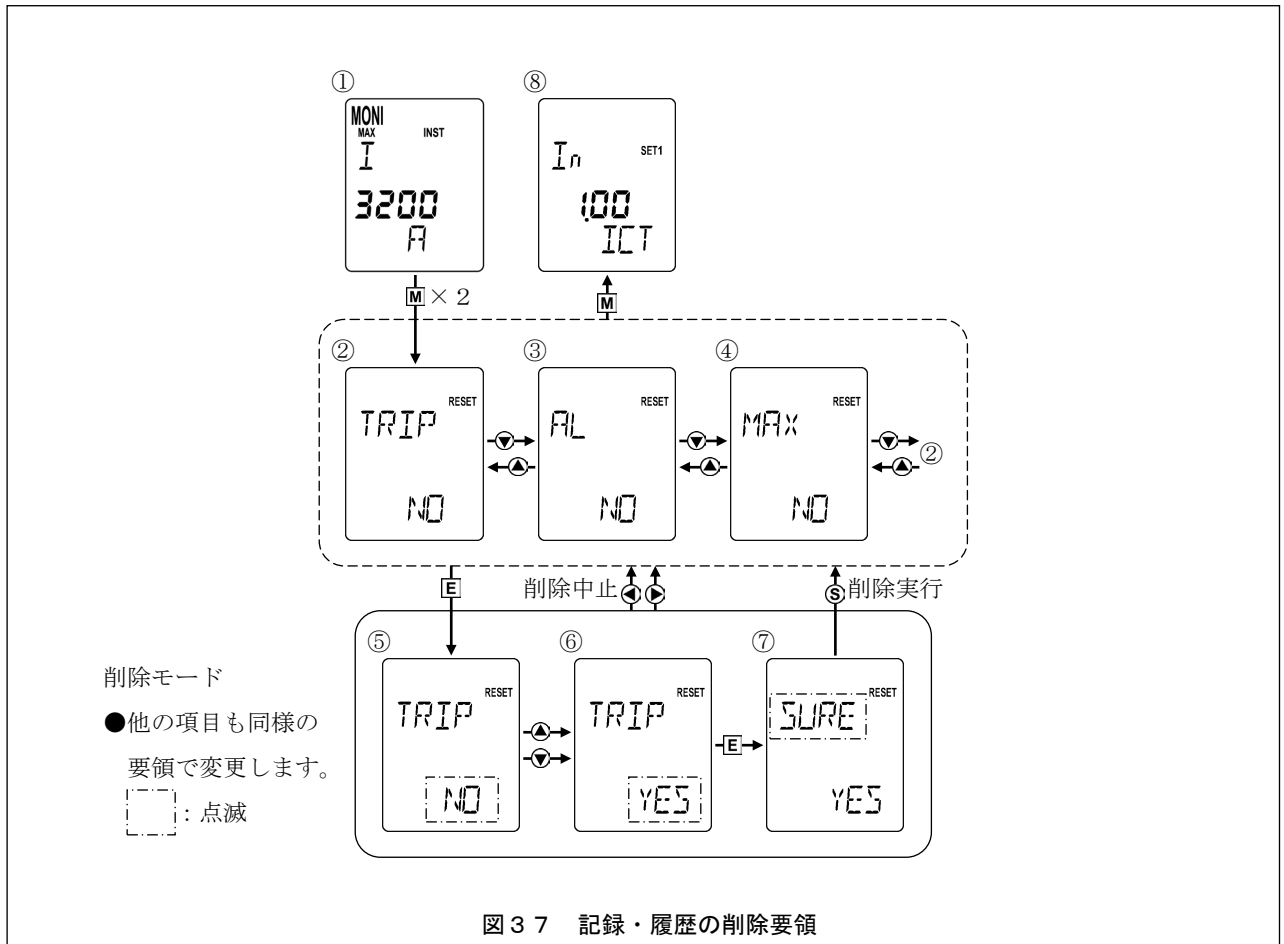 ① ⑧
MONI
MAX INST
I
3200
A
In SET1
1.00
ICT
M × 2
M
② ③ ④
RESET
TRIP
NO
RESET
AL
NO
RESET
MAX
NO
②
E
削除中止
S 削除実行
⑤ ⑥ ⑦
RESET
TRIP
NO
RESET
TRIP
YES
E
RESET
SURE
YES
削除モード
●他の項目も同様の
要領で変更します。
：点滅
図３７ 記録・履歴の削除要領